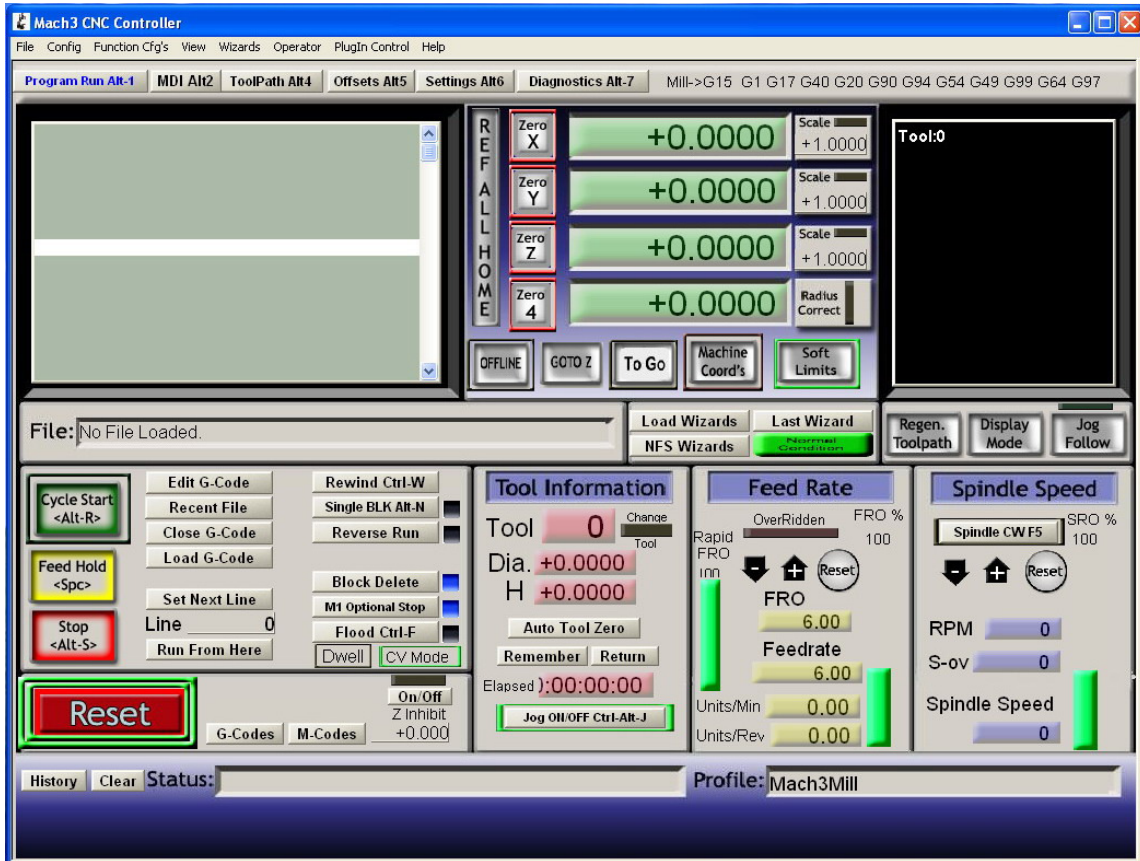 Mach3 CNC Controller
File Config Function Cfg's View Wizards Operator PlugIn Control Help
Program Run Alt-1 MDI Alt2 ToolPath Alt4 Offsets Alt5 Settings Alt6 Diagnostics Alt-7 Mill->G15 G1 G17 G40 G20 G90 G94 G54 G49 G99 G64 G97
REF ALL HOME
Zero X +0.0000 Scale +1.0000
Zero Y +0.0000 Scale +1.0000
Zero Z +0.0000 Scale +1.0000
Zero 4 +0.0000 Radius Correct
OFFLINE GOTO Z To Go Machine Coord's Soft Limits
Tool:0
File: No File Loaded.
Load Wizards Last Wizard
NFS Wizards Normal Condition
Regen. Toolpath Display Mode Jog Follow
Cycle Start <Alt-R>
Feed Hold <Spc>
Stop <Alt-S>
Edit G-Code Rewind Ctrl-W
Recent File Single BLK Alt-N
Close G-Code Reverse Run
Load G-Code
Block Delete
Set Next Line M1 Optional Stop
Line 0 Flood Ctrl-F
Run From Here Dwell CV Mode
Reset
G-Codes M-Codes
On/Off
Z Inhibit
+0.000
Tool Information
Tool 0 Change Tool
Dia. +0.0000
H +0.0000
Auto Tool Zero
Remember Return
Elapsed ):00:00:00
Jog ON/OFF Ctrl-Alt-J
Feed Rate
OverRidden FRO %
100
Rapid FRO
100
Reset
FRO
6.00
Feedrate
6.00
Units/Min 0.00
Units/Rev 0.00
Spindle Speed
Spindle CW F5 SRO %
100
Reset
RPM 0
S-ov 0
Spindle Speed
0
History Clear Status: Profile: Mach3Mill